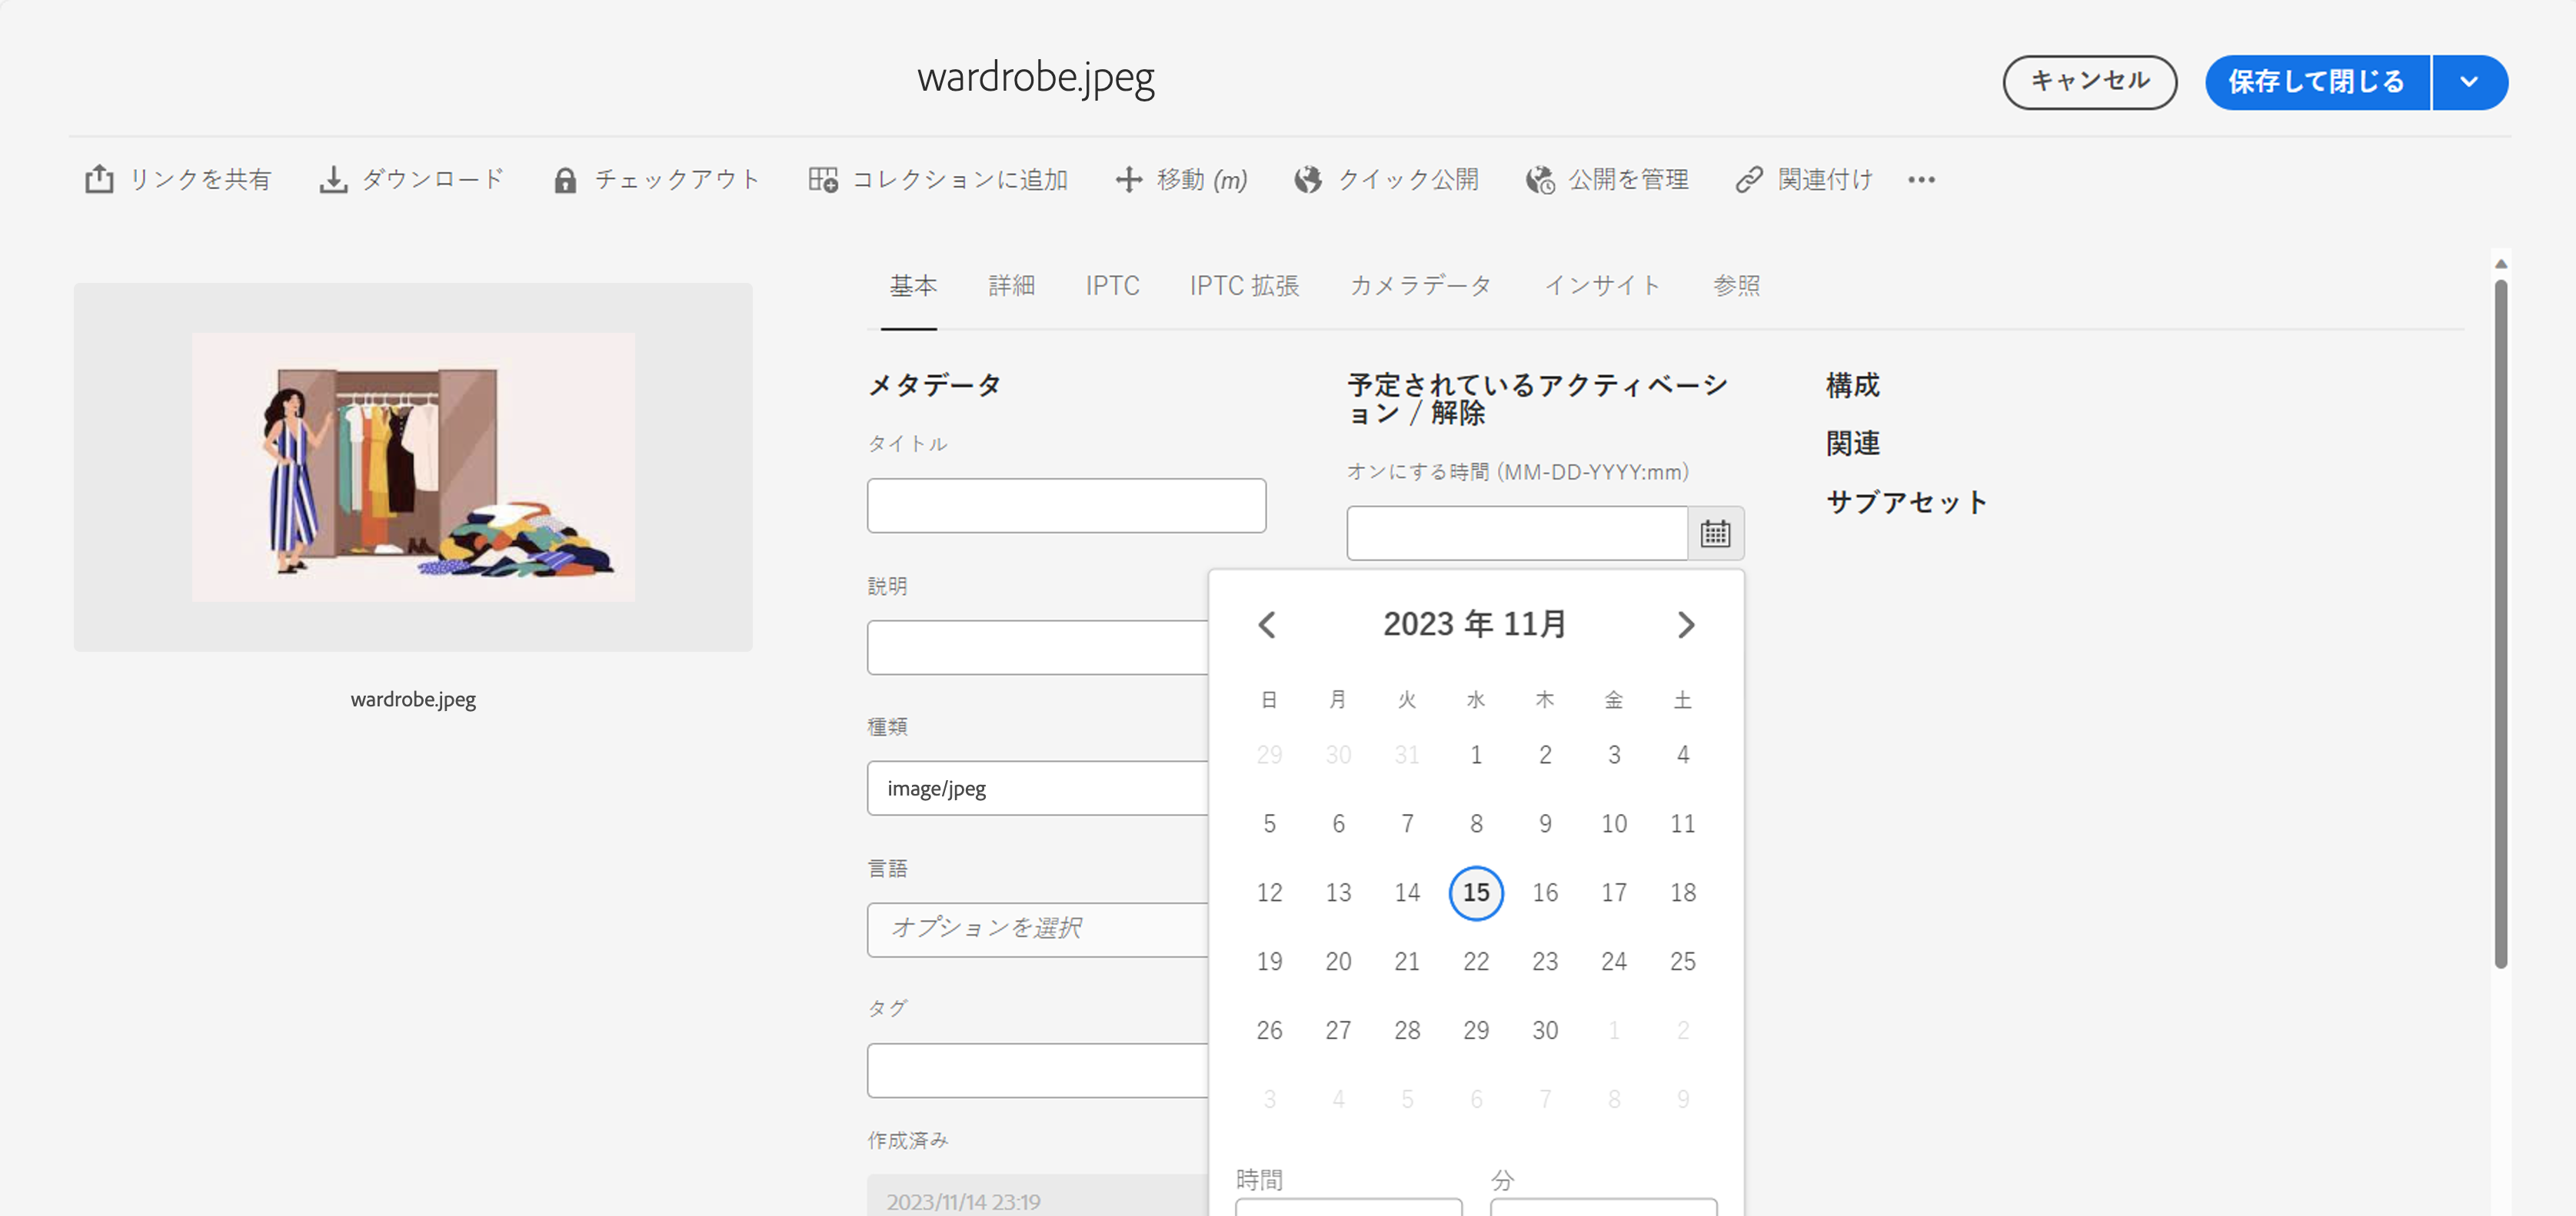 wardrobe.jpeg
キャンセル
保存して閉じる
リンクを共有 ダウンロード チェックアウト コレクションに追加 移動 (m) クイック公開 公開を管理 関連付け
基本 詳細 IPTC IPTC 拡張 カメラデータ インサイト 参照
wardrobe.jpeg
メタデータ
タイトル
説明
種類
image/jpeg
言語
オプションを選択
タグ
作成済み
2023/11/14 23:19
予定されているアクティベーシ
ョン / 解除
オンにする時間 (MM-DD-YYYY:mm)
2023 年 11月
日 月 火 水 木 金 土
29 30 31 1 2 3 4
5 6 7 8 9 10 11
12 13 14 15 16 17 18
19 20 21 22 23 24 25
26 27 28 29 30 1 2
3 4 5 6 7 8 9
時間 分
構成
関連
サブアセット